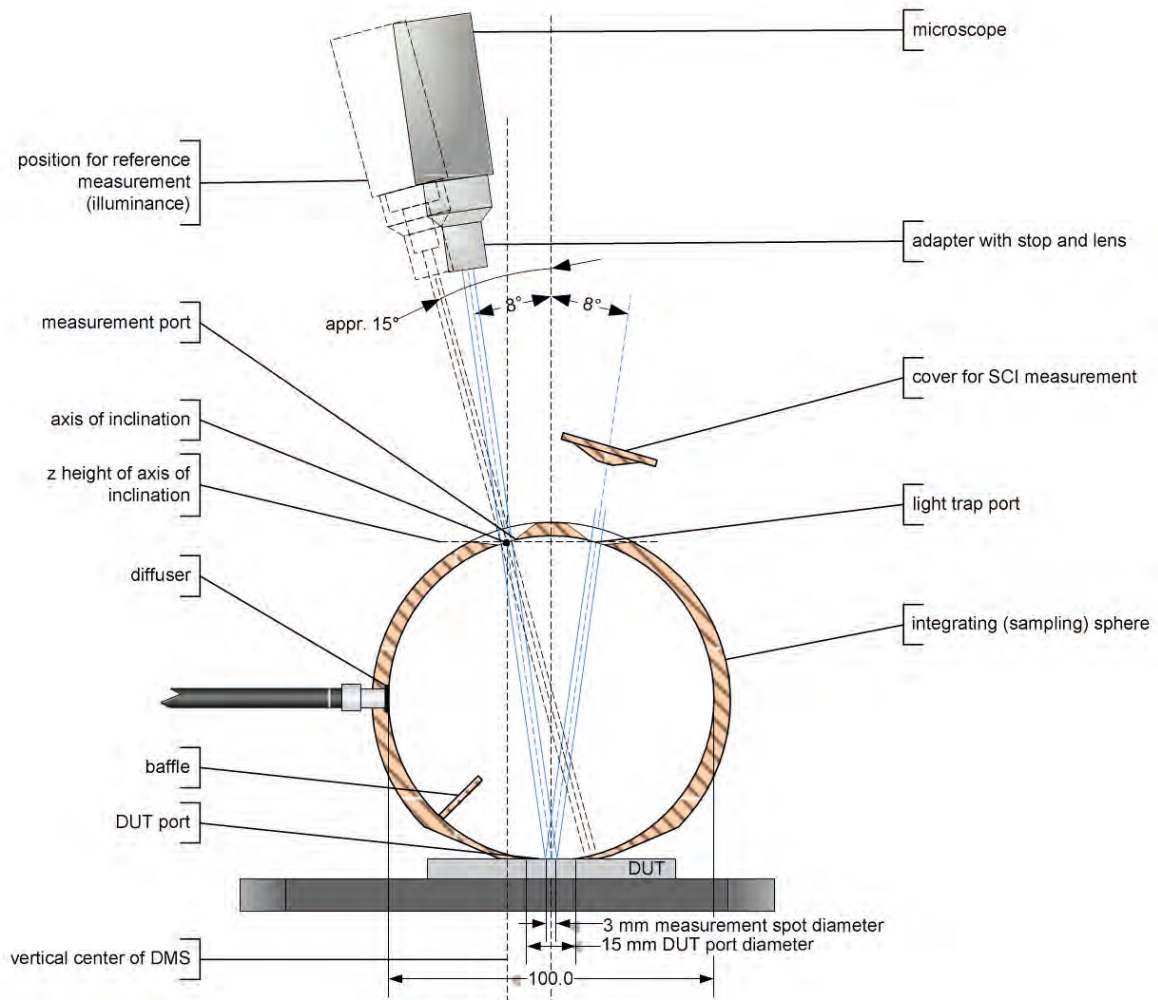 microscope
position for reference
measurement
(illuminance)
adapter with stop and lens
8°
8°
appr. 15°
measurement port
cover for SCI measurement
axis of inclination
z height of axis of
inclination
light trap port
diffuser
integrating (sampling) sphere
baffle
DUT port
DUT
3 mm measurement spot diameter
15 mm DUT port diameter
vertical center of DMS
100.0